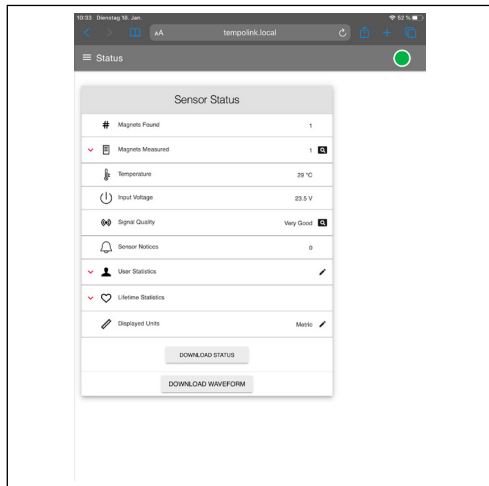 10:33 Dienstag 18. Jan.
52 %
AA
tempolink.local
Status
Sensor Status
# Magnets Found 1
Magnets Measured 1
Temperature 29 °C
Input Voltage 23.5 V
Signal Quality Very Good
Sensor Notices 0
User Statistics
Lifetime Statistics
Displayed Units Metric
DOWNLOAD STATUS
DOWNLOAD WAVEFORM